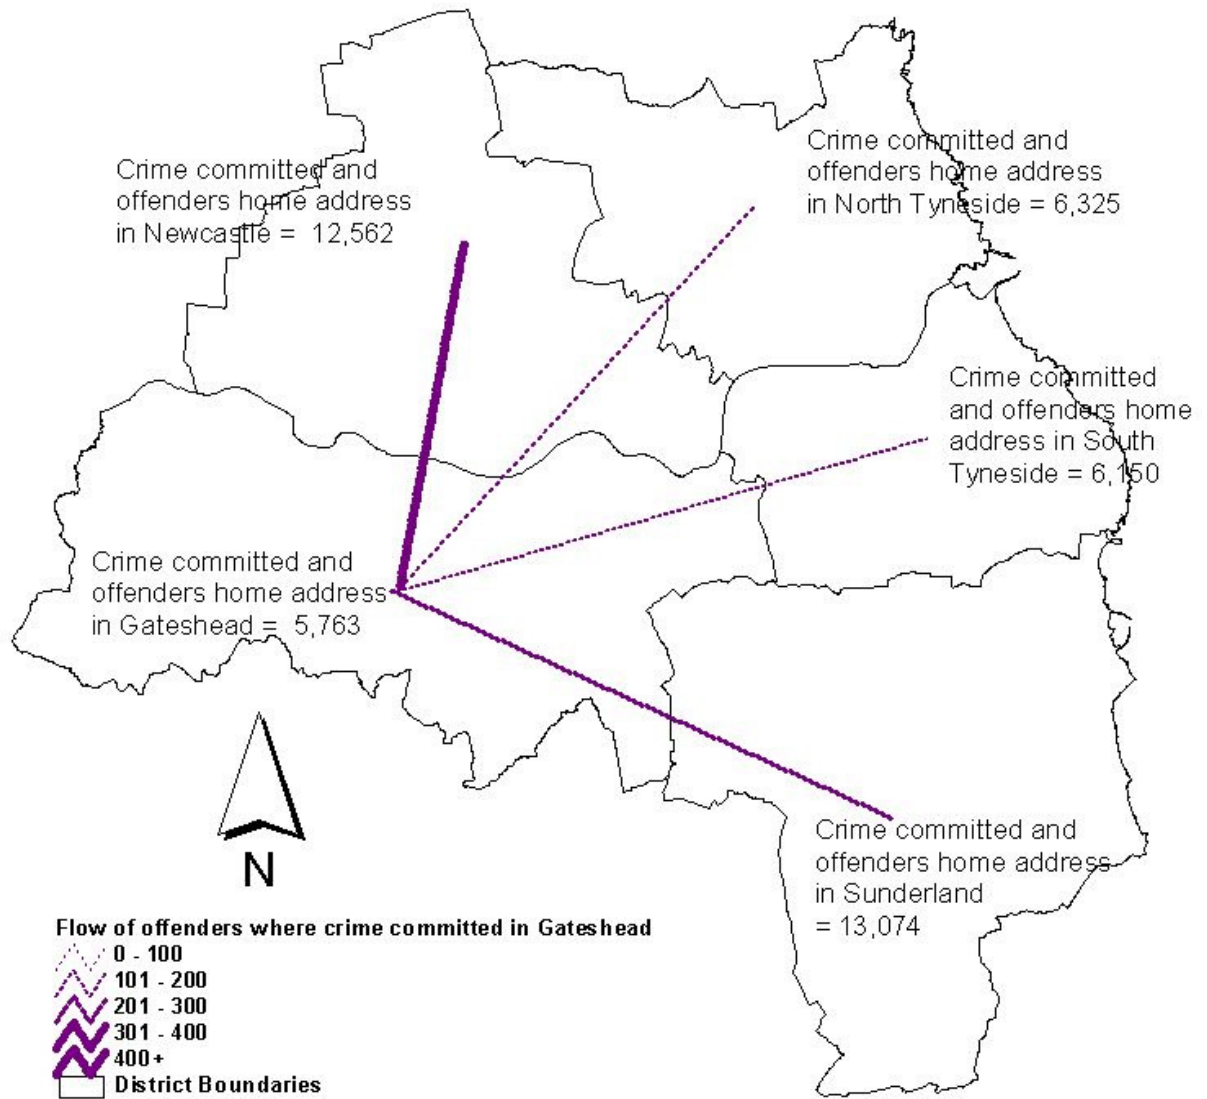 Crime committed and
offenders home address
in Newcastle = 12,562
Crime committed and
offenders home address
in North Tyneside = 6,325
Crime committed
and offenders home
address in South
Tyneside = 6,150
Crime committed and
offenders home address
in Gateshead = 5,763
Crime committed and
offenders home address
in Sunderland
= 13,074
N
Flow of offenders where crime committed in Gateshead
0 - 100
101 - 200
201 - 300
301 - 400
400+
District Boundaries